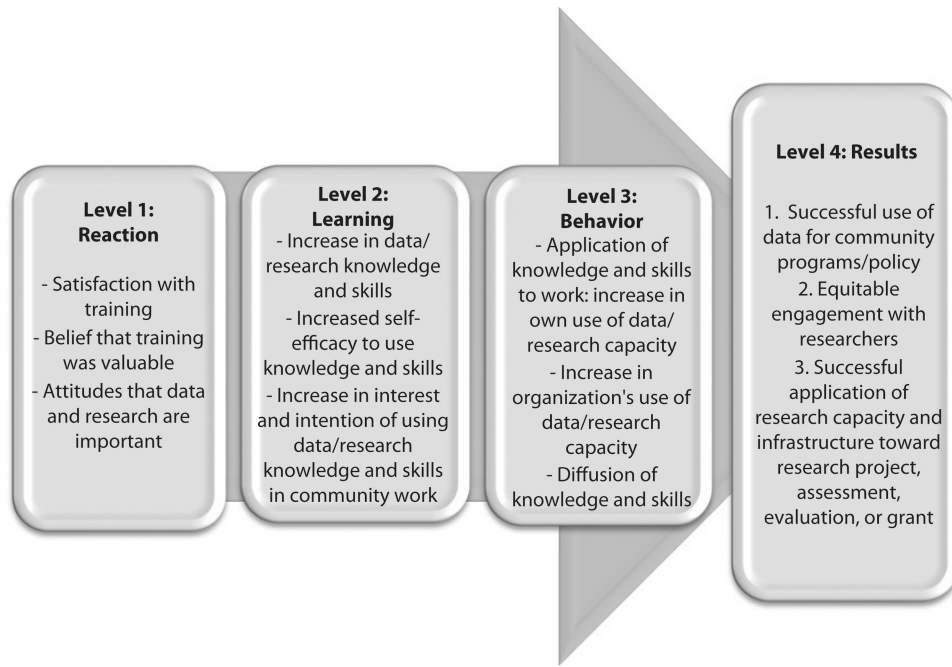 Level 1:
Reaction
- Satisfaction with
training
- Belief that training
was valuable
- Attitudes that data
and research are
important
Level 2:
Learning
- Increase in data/
research knowledge
and skills
- Increased self-
efficacy to use
knowledge and skills
- Increase in interest
and intention of using
data/research
knowledge and skills
in community work
Level 3:
Behavior
- Application of
knowledge and skills
to work: increase in
own use of data/
research capacity
- Increase in
organization's use of
data/research
capacity
- Diffusion of
knowledge and skills
Level 4: Results
1. Successful use of
data for community
programs/policy
2. Equitable
engagement with
researchers
3. Successful
application of
research capacity and
infrastructure toward
research project,
assessment,
evaluation, or grant